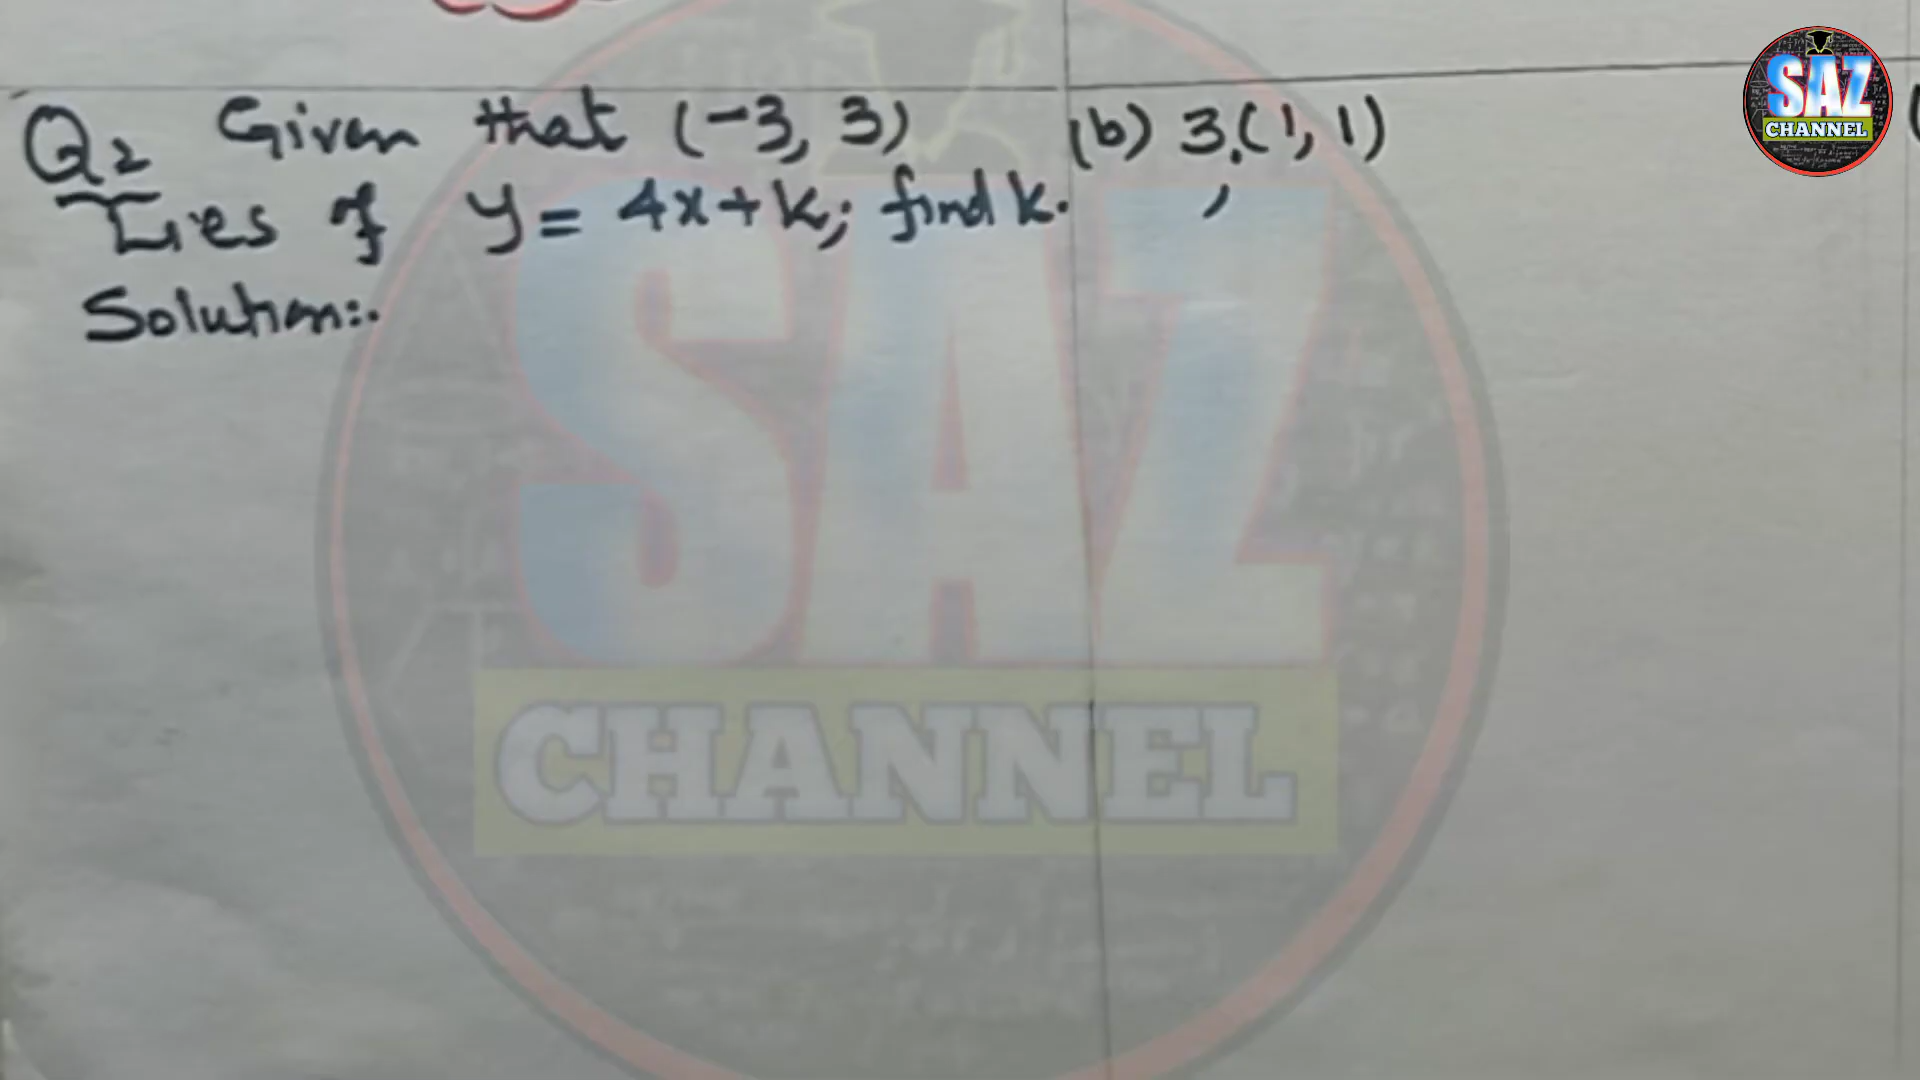 Q2 Given that (-3, 3)
Lies of y = 4x+k; find k.
Solution:.
(b) 3,(1, 1)
SAZ
CHANNEL
SAZ
CHANNEL